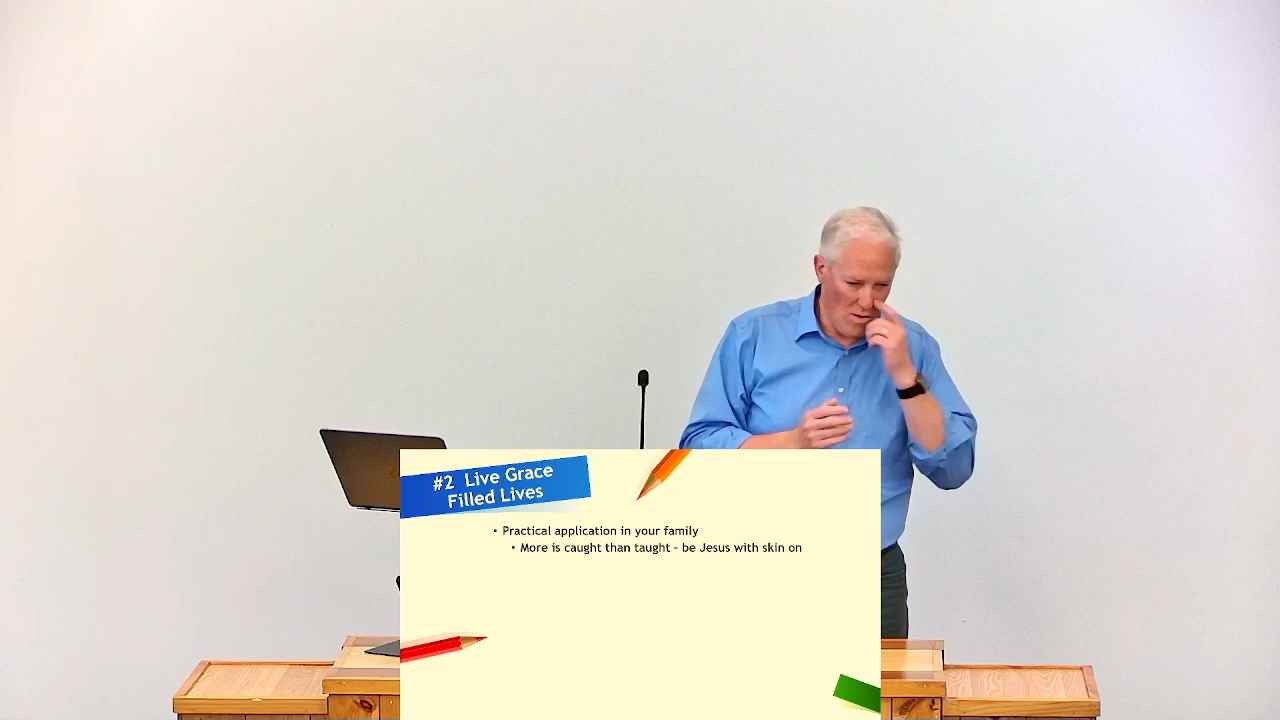 #2 Live Grace
Filled Lives
• Practical application in your family
• More is caught than taught - be Jesus with skin on